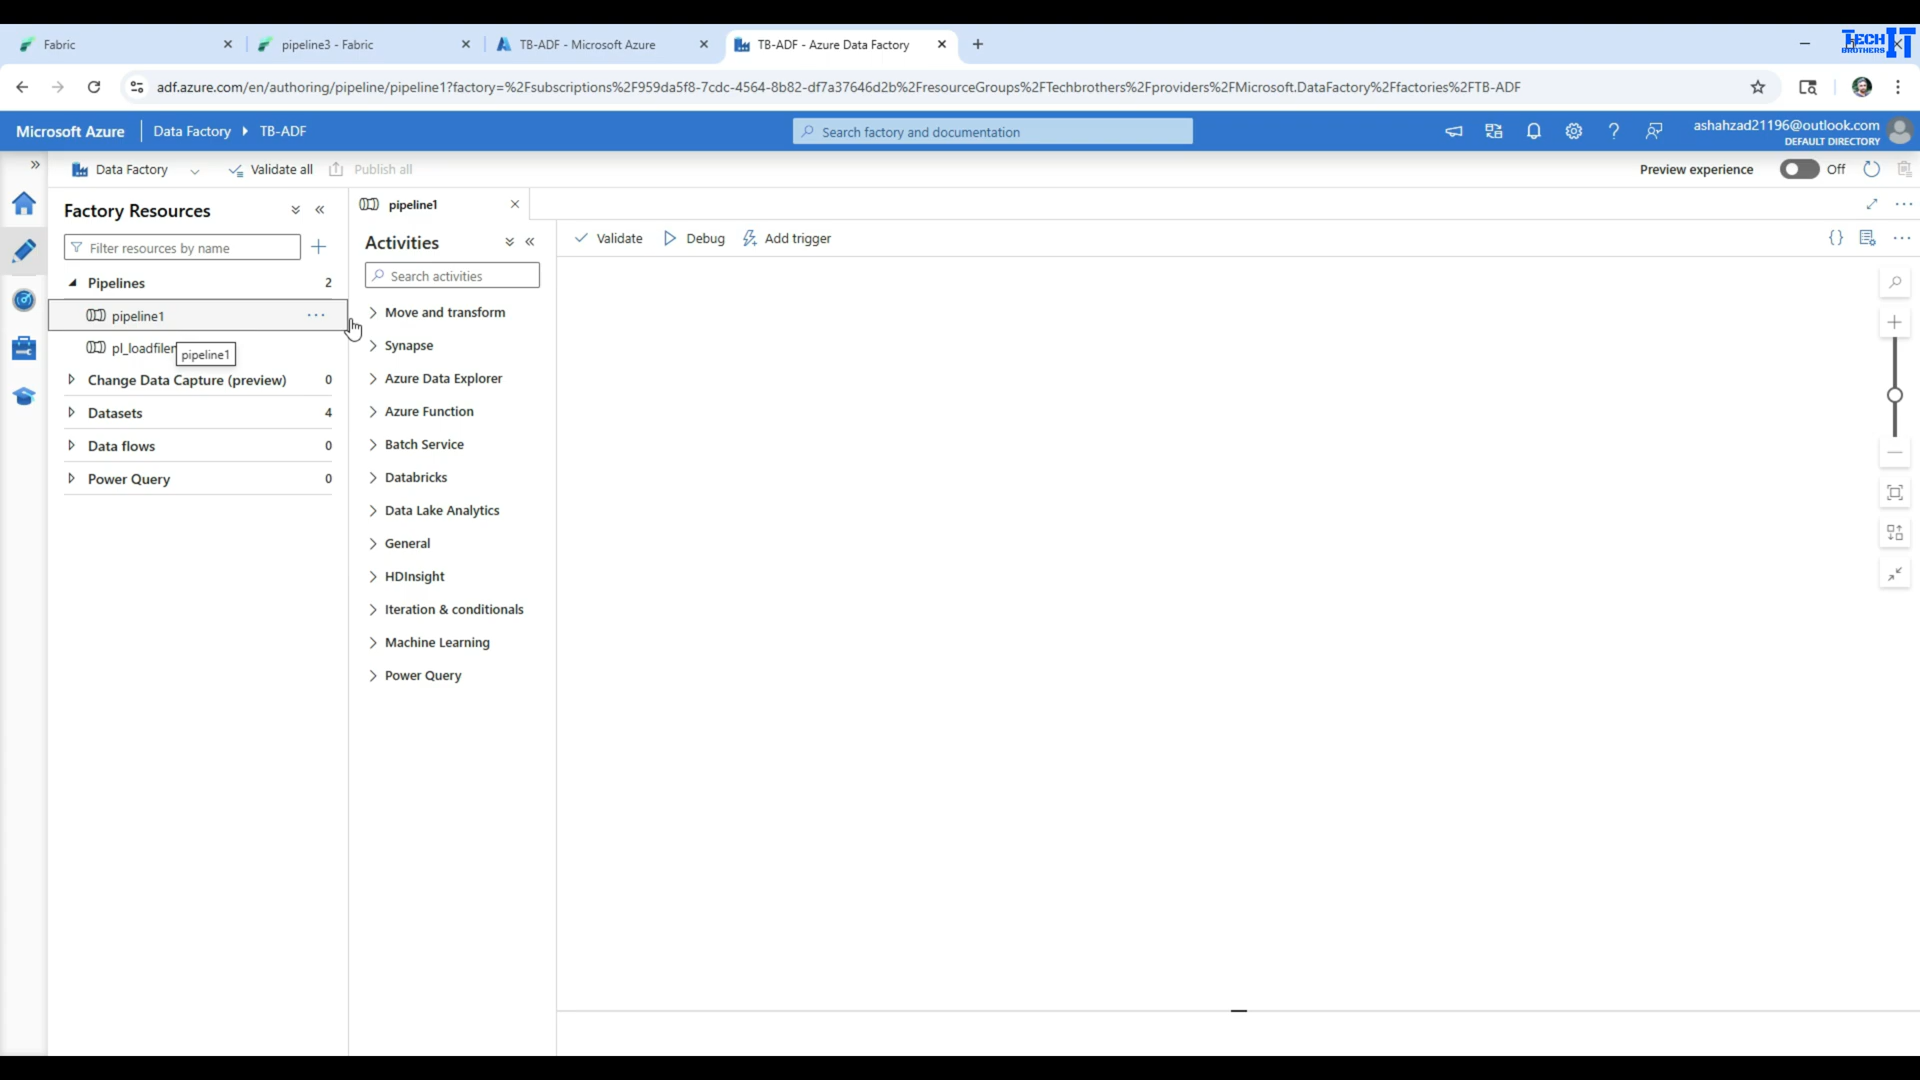 Fabric
pipeline3 - Fabric
TB-ADF - Microsoft Azure
TB-ADF - Azure Data Factory
TECH IT
BROTHERS
adf.azure.com/en/authoring/pipeline/pipeline1?factory=%2Fsubscriptions%2F959da5f8-7cdc-4564-8b82-df7a37646d2b%2FresourceGroups%2FTechbrothers%2Fproviders%2FMicrosoft.DataFactory%2Ffactories%2FTB-ADF
Microsoft Azure
Data Factory
TB-ADF
Search factory and documentation
ashahzad21196@outlook.com
DEFAULT DIRECTORY
Data Factory
Validate all
Publish all
Preview experience
Off
Factory Resources
Filter resources by name
Pipelines 2
pipeline1
pl_loadfiler
pipeline1
Change Data Capture (preview) 0
Datasets 4
Data flows 0
Power Query 0
pipeline1
Activities
Search activities
Move and transform
Synapse
Azure Data Explorer
Azure Function
Batch Service
Databricks
Data Lake Analytics
General
HDInsight
Iteration & conditionals
Machine Learning
Power Query
Validate
Debug
Add trigger